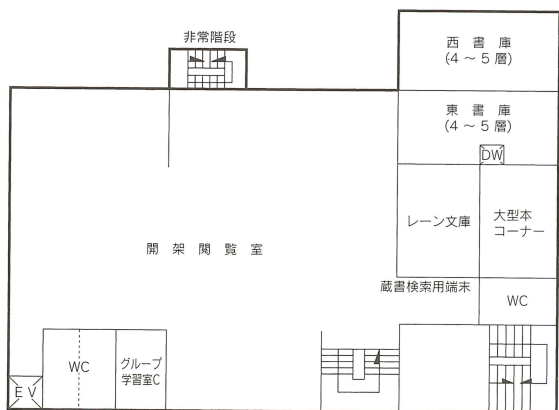 非常階段
西書庫
(4～5層)
東書庫
(4～5層)
DW
レーン文庫
大型本
コーナー
開架閲覧室
蔵書検索用端末
WC
WC
グループ
学習室C
EV